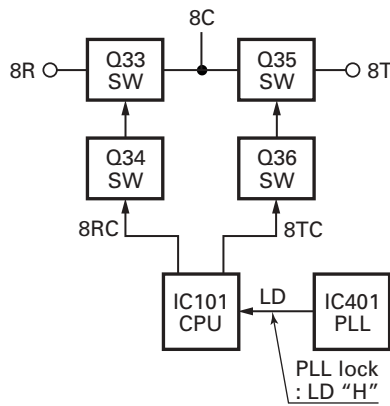 8C
8R
Q33
SW
Q35
SW
8T
Q34
SW
Q36
SW
8RC
8TC
IC101
CPU
LD
IC401
PLL
PLL lock
: LD “H”